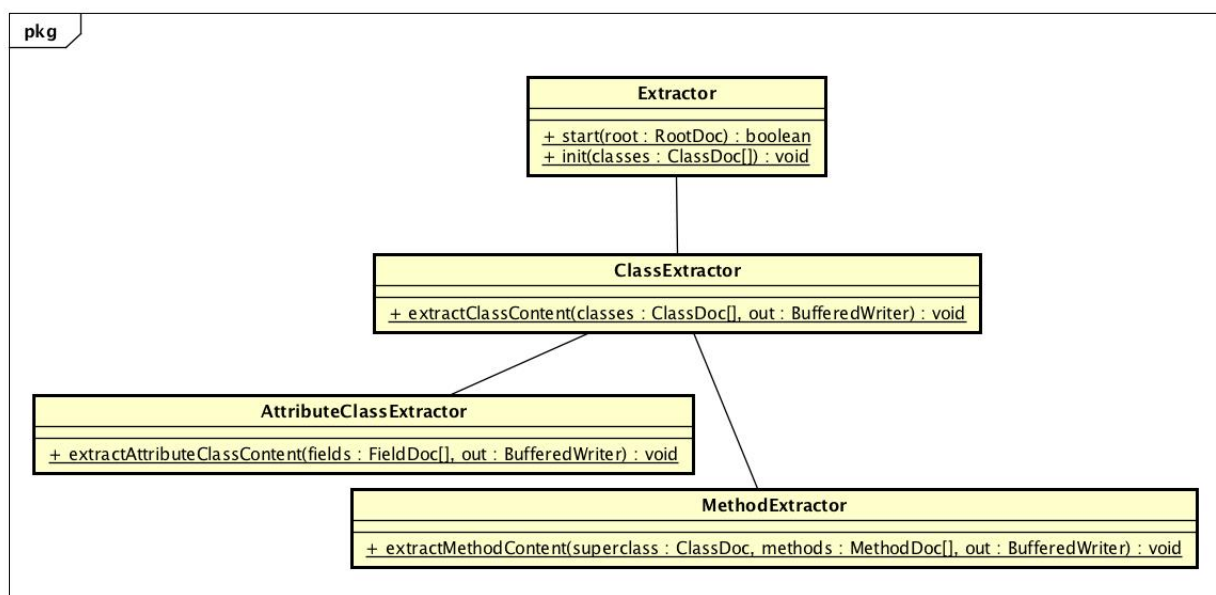 pkg
Extractor
+ start(root : RootDoc) : boolean
+ init(classes : ClassDoc[]) : void
ClassExtractor
+ extractClassContent(classes : ClassDoc[], out : BufferedWriter) : void
AttributeClassExtractor
+ extractAttributeClassContent(fields : FieldDoc[], out : BufferedWriter) : void
MethodExtractor
+ extractMethodContent(superclass : ClassDoc, methods : MethodDoc[], out : BufferedWriter) : void